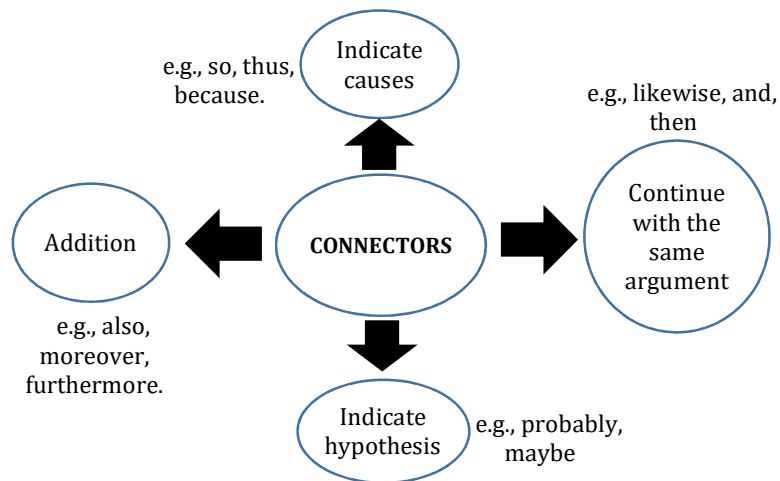 Indicate
causes
e.g., so, thus,
because.
e.g., likewise, and,
then
Continue
with the
same
argument
CONNECTORS
Addition
e.g., also,
moreover,
furthermore.
Indicate
hypothesis
e.g., probably,
maybe